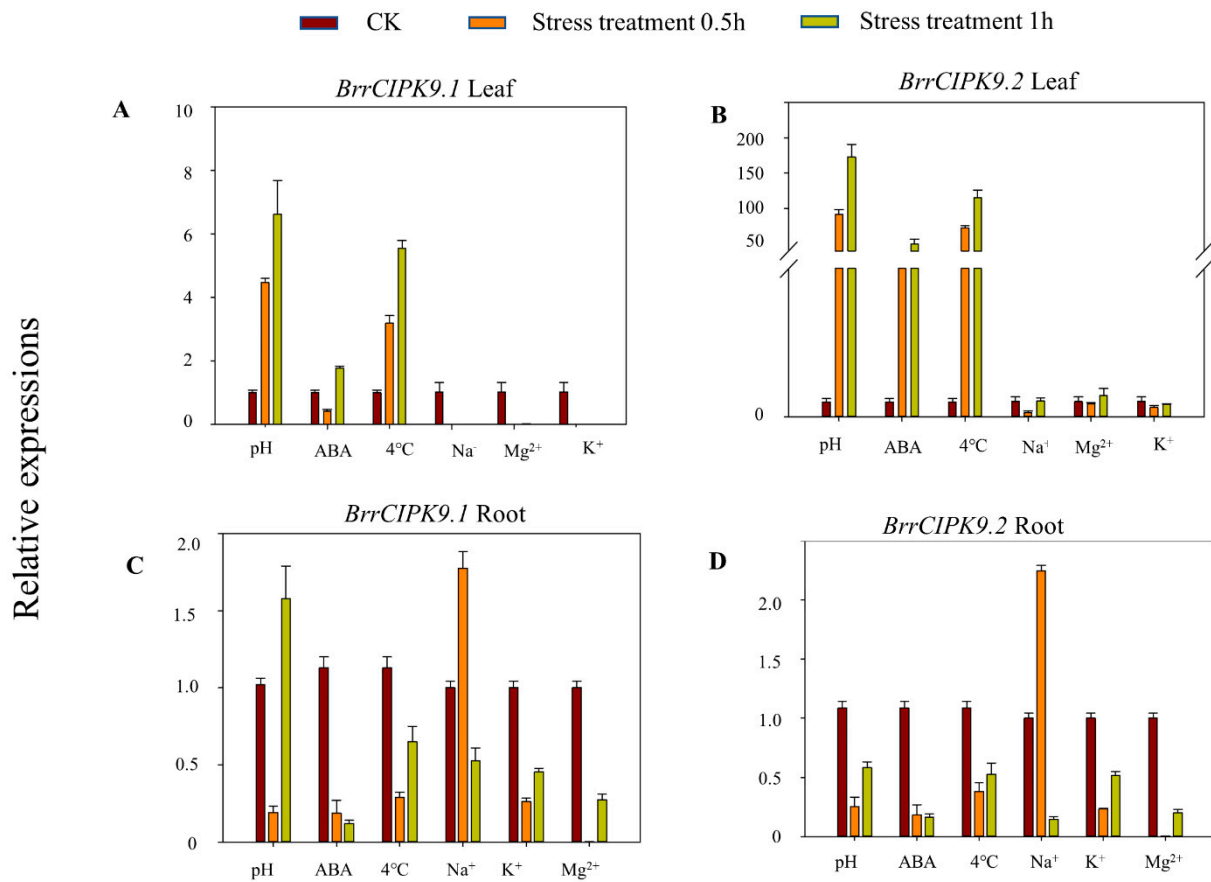 CK Stress treatment 0.5h Stress treatment 1h
Relative expressions
A
BrrCIPK9.1 Leaf
10
8
6
4
2
0
pH ABA 4°C Na⁻ Mg²⁺ K⁺
B
BrrCIPK9.2 Leaf
200
150
100
50
0
pH ABA 4°C Na⁺ Mg²⁺ K⁺
C
BrrCIPK9.1 Root
2.0
1.5
1.0
0.5
0
pH ABA 4°C Na⁺ K⁺ Mg²⁺
D
BrrCIPK9.2 Root
2.0
1.5
1.0
0.5
0
pH ABA 4°C Na⁺ K⁺ Mg²⁺